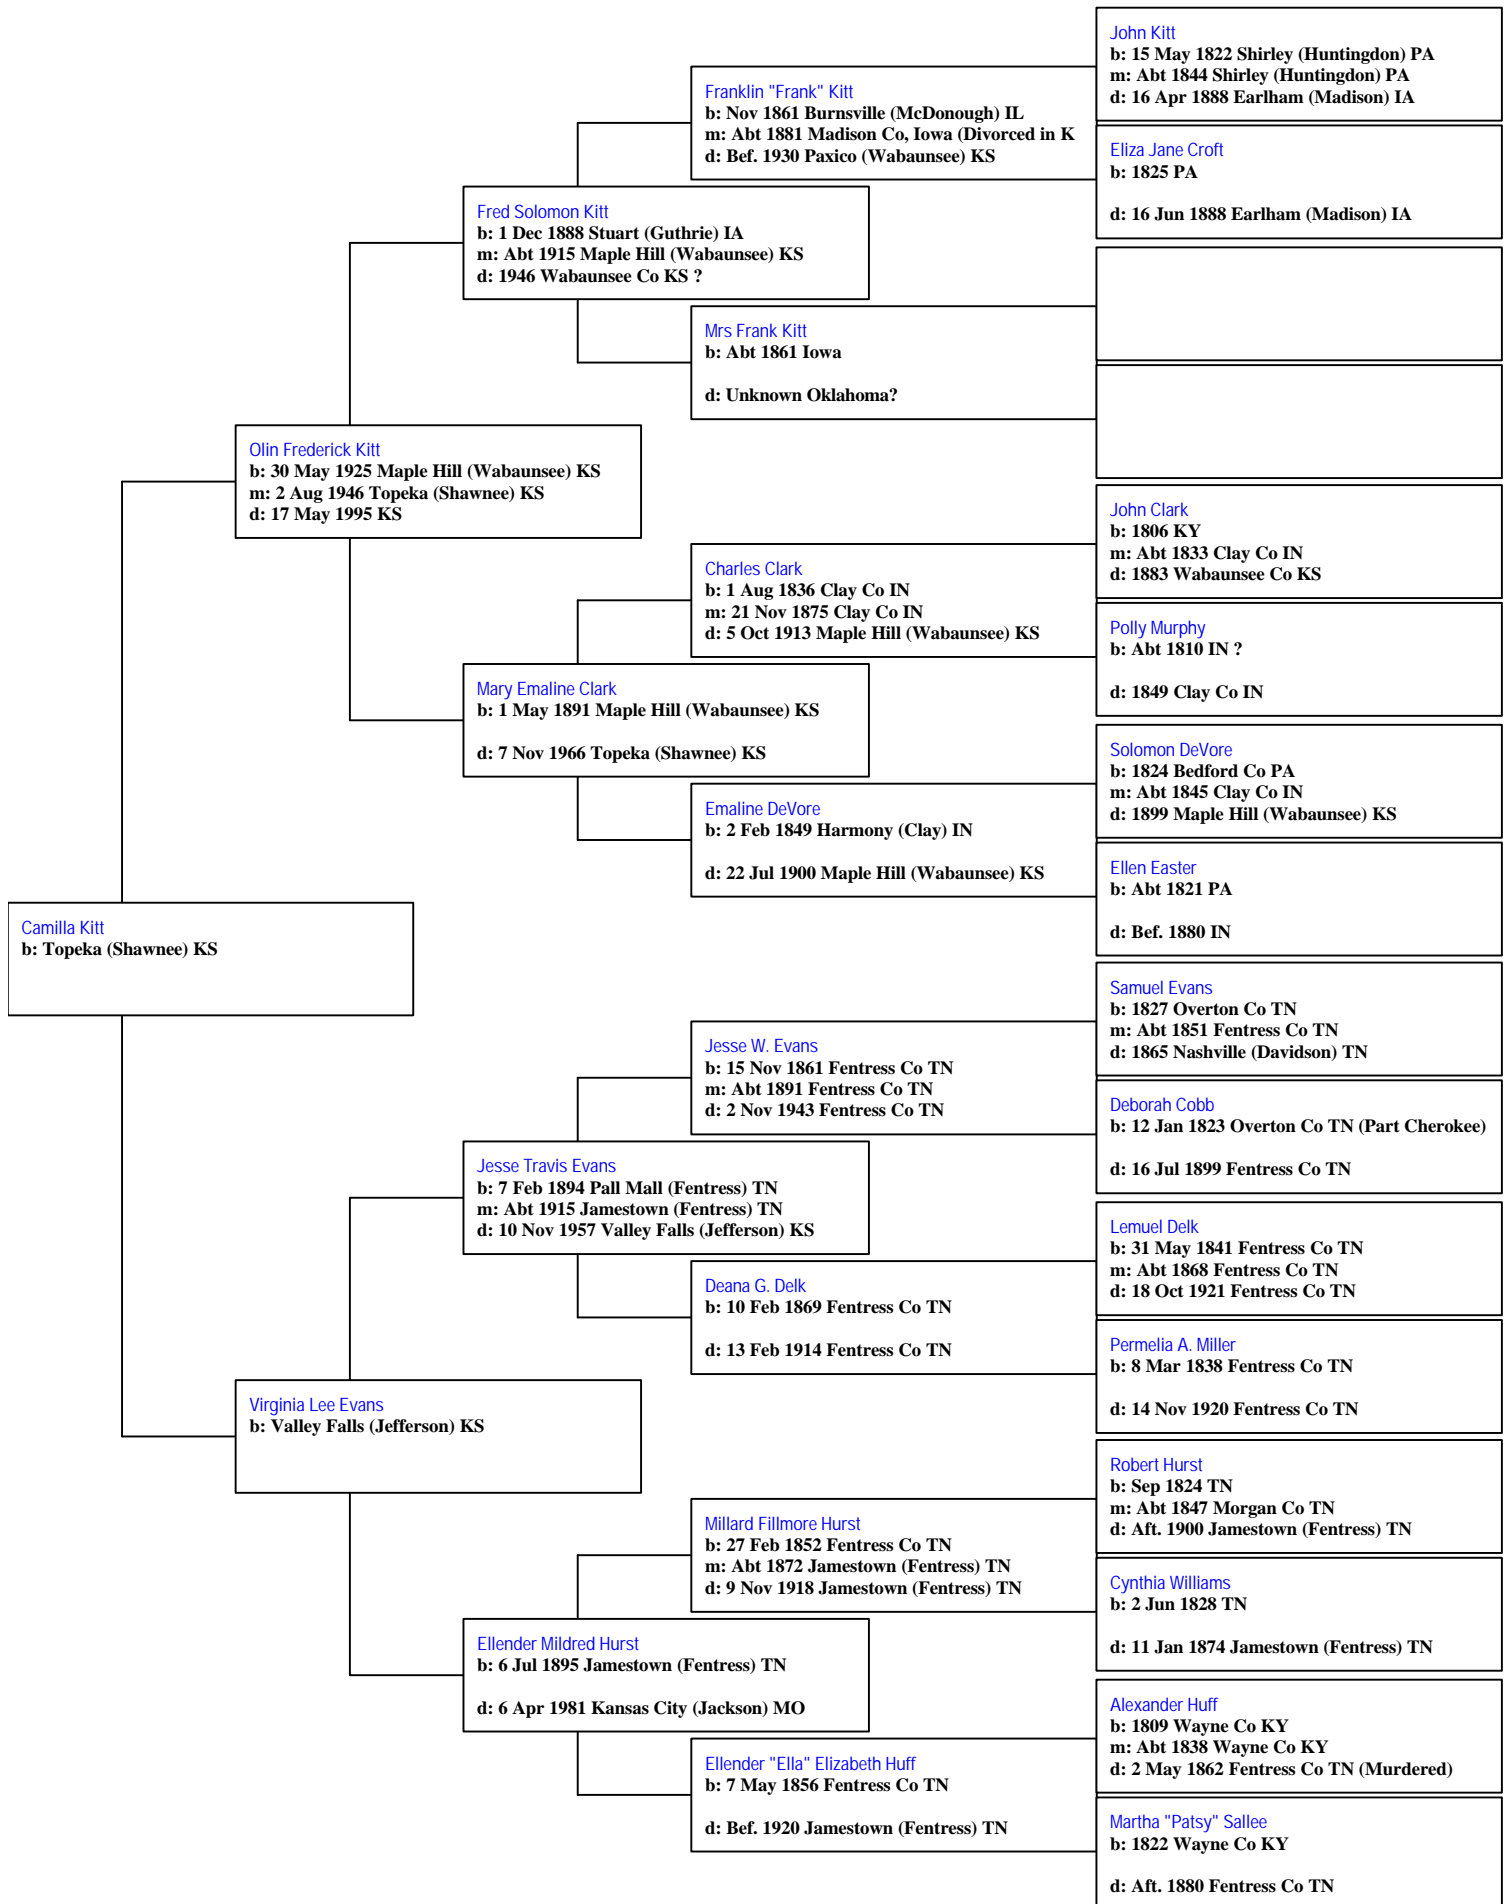 John Kitt
b: 15 May 1822 Shirley (Huntingdon) PA
m: Abt 1844 Shirley (Huntingdon) PA
d: 16 Apr 1888 Earlham (Madison) IA
Franklin "Frank" Kitt
b: Nov 1861 Burnsville (McDonough) IL
m: Abt 1881 Madison Co, Iowa (Divorced in K
d: Bef. 1930 Paxico (Wabaunsee) KS
Eliza Jane Croft
b: 1825 PA
d: 16 Jun 1888 Earlham (Madison) IA
Fred Solomon Kitt
b: 1 Dec 1888 Stuart (Guthrie) IA
m: Abt 1915 Maple Hill (Wabaunsee) KS
d: 1946 Wabaunsee Co KS ?
Mrs Frank Kitt
b: Abt 1861 Iowa
d: Unknown Oklahoma?
Olin Frederick Kitt
b: 30 May 1925 Maple Hill (Wabaunsee) KS
m: 2 Aug 1946 Topeka (Shawnee) KS
d: 17 May 1995 KS
John Clark
b: 1806 KY
m: Abt 1833 Clay Co IN
d: 1883 Wabaunsee Co KS
Charles Clark
b: 1 Aug 1836 Clay Co IN
m: 21 Nov 1875 Clay Co IN
d: 5 Oct 1913 Maple Hill (Wabaunsee) KS
Polly Murphy
b: Abt 1810 IN ?
d: 1849 Clay Co IN
Mary Emaline Clark
b: 1 May 1891 Maple Hill (Wabaunsee) KS
d: 7 Nov 1966 Topeka (Shawnee) KS
Solomon DeVore
b: 1824 Bedford Co PA
m: Abt 1845 Clay Co IN
d: 1899 Maple Hill (Wabaunsee) KS
Emaline DeVore
b: 2 Feb 1849 Harmony (Clay) IN
d: 22 Jul 1900 Maple Hill (Wabaunsee) KS
Ellen Easter
b: Abt 1821 PA
d: Bef. 1880 IN
Camilla Kitt
b: Topeka (Shawnee) KS
Samuel Evans
b: 1827 Overton Co TN
m: Abt 1851 Fentress Co TN
d: 1865 Nashville (Davidson) TN
Jesse W. Evans
b: 15 Nov 1861 Fentress Co TN
m: Abt 1891 Fentress Co TN
d: 2 Nov 1943 Fentress Co TN
Deborah Cobb
b: 12 Jan 1823 Overton Co TN (Part Cherokee)
d: 16 Jul 1899 Fentress Co TN
Jesse Travis Evans
b: 7 Feb 1894 Pall Mall (Fentress) TN
m: Abt 1915 Jamestown (Fentress) TN
d: 10 Nov 1957 Valley Falls (Jefferson) KS
Lemuel Delk
b: 31 May 1841 Fentress Co TN
m: Abt 1868 Fentress Co TN
d: 18 Oct 1921 Fentress Co TN
Deana G. Delk
b: 10 Feb 1869 Fentress Co TN
d: 13 Feb 1914 Fentress Co TN
Permelia A. Miller
b: 8 Mar 1838 Fentress Co TN
d: 14 Nov 1920 Fentress Co TN
Virginia Lee Evans
b: Valley Falls (Jefferson) KS
Robert Hurst
b: Sep 1824 TN
m: Abt 1847 Morgan Co TN
d: Aft. 1900 Jamestown (Fentress) TN
Millard Fillmore Hurst
b: 27 Feb 1852 Fentress Co TN
m: Abt 1872 Jamestown (Fentress) TN
d: 9 Nov 1918 Jamestown (Fentress) TN
Cynthia Williams
b: 2 Jun 1828 TN
d: 11 Jan 1874 Jamestown (Fentress) TN
Ellender Mildred Hurst
b: 6 Jul 1895 Jamestown (Fentress) TN
d: 6 Apr 1981 Kansas City (Jackson) MO
Alexander Huff
b: 1809 Wayne Co KY
m: Abt 1838 Wayne Co KY
d: 2 May 1862 Fentress Co TN (Murdered)
Ellender "Ella" Elizabeth Huff
b: 7 May 1856 Fentress Co TN
d: Bef. 1920 Jamestown (Fentress) TN
Martha "Patsy" Sallee
b: 1822 Wayne Co KY
d: Aft. 1880 Fentress Co TN